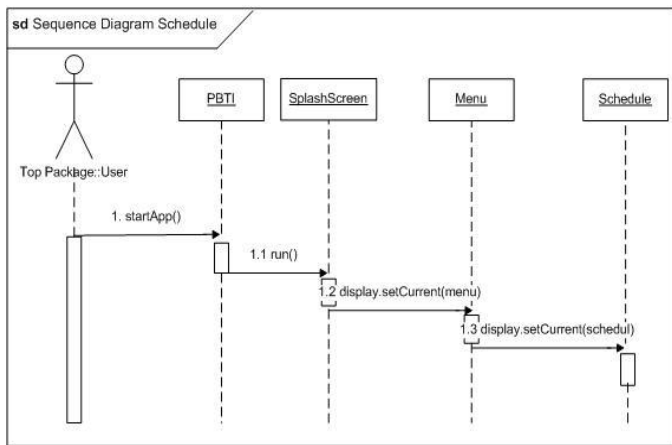 sd Sequence Diagram Schedule
PBTI
SplashScreen
Menu
Schedule
Top Package::User
1. startApp()
1.1 run()
1.2 display.setCurrent(menu)
1.3 display.setCurrent(schedul)